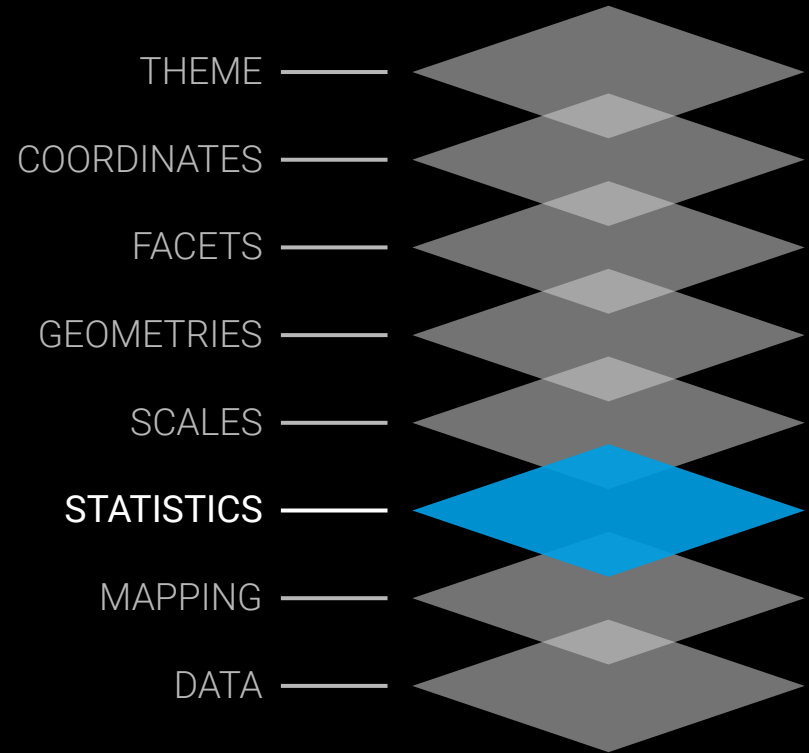 THEME
COORDINATES
FACETS
GEOMETRIES
SCALES
STATISTICS
MAPPING
DATA